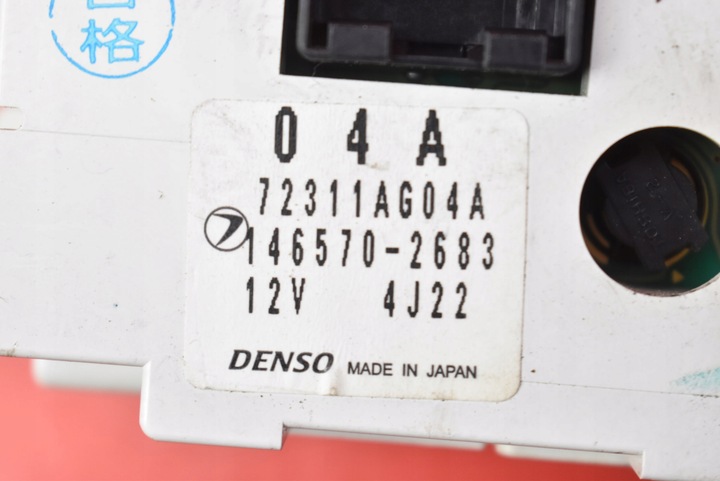 格
04A
72311AG04A
146570-2683
12V 4J22
DENSO MADE IN JAPAN